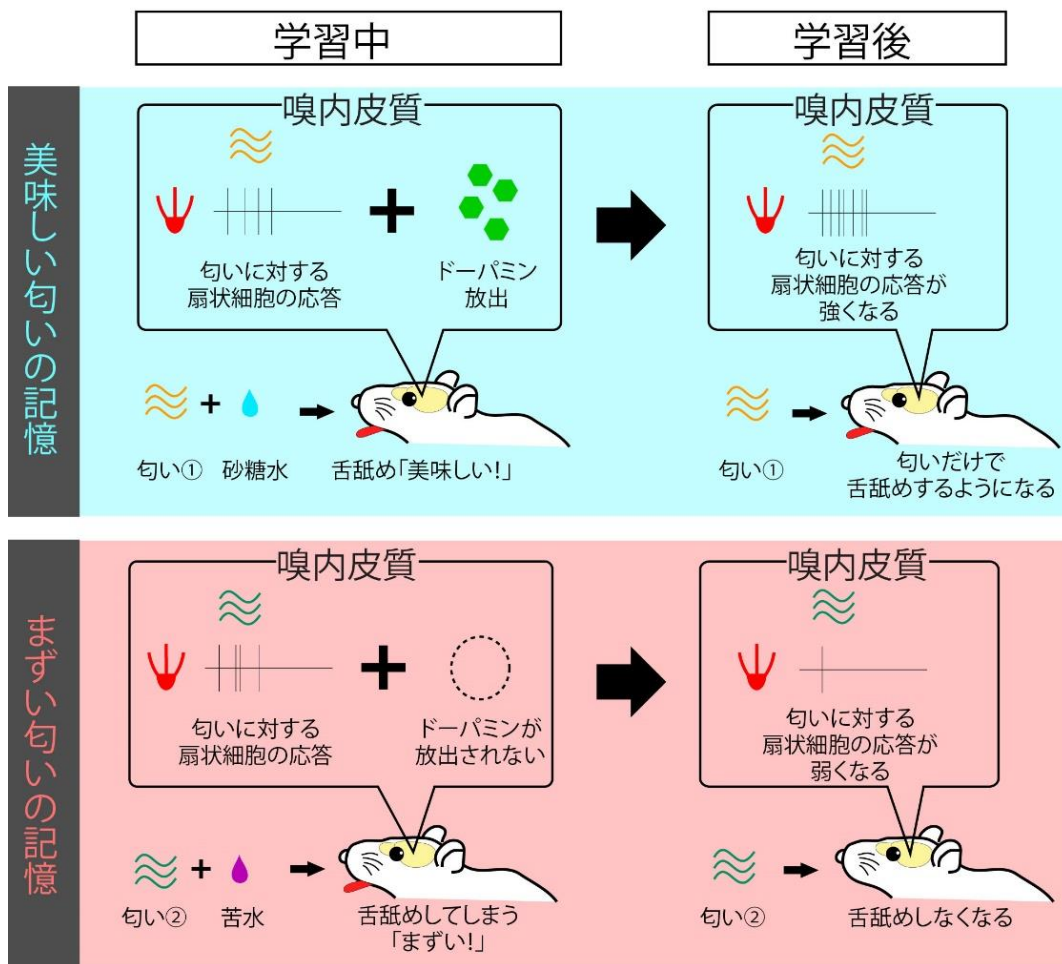 学習中
学習後
美味しい匂いの記憶
嗅内皮質
匂いに対する
扇状細胞の応答
ドーパミン
放出
匂い①
砂糖水
舌舐め「美味しい!」
嗅内皮質
匂いに対する
扇状細胞の応答が
強くなる
匂い①
匂いだけで
舌舐めするようになる
まずい匂いの記憶
嗅内皮質
匂いに対する
扇状細胞の応答
ドーパミンが
放出されない
匂い②
苦水
舌舐めしてしまう
「まずい!」
嗅内皮質
匂いに対する
扇状細胞の応答が
弱くなる
匂い②
舌舐めしなくなる